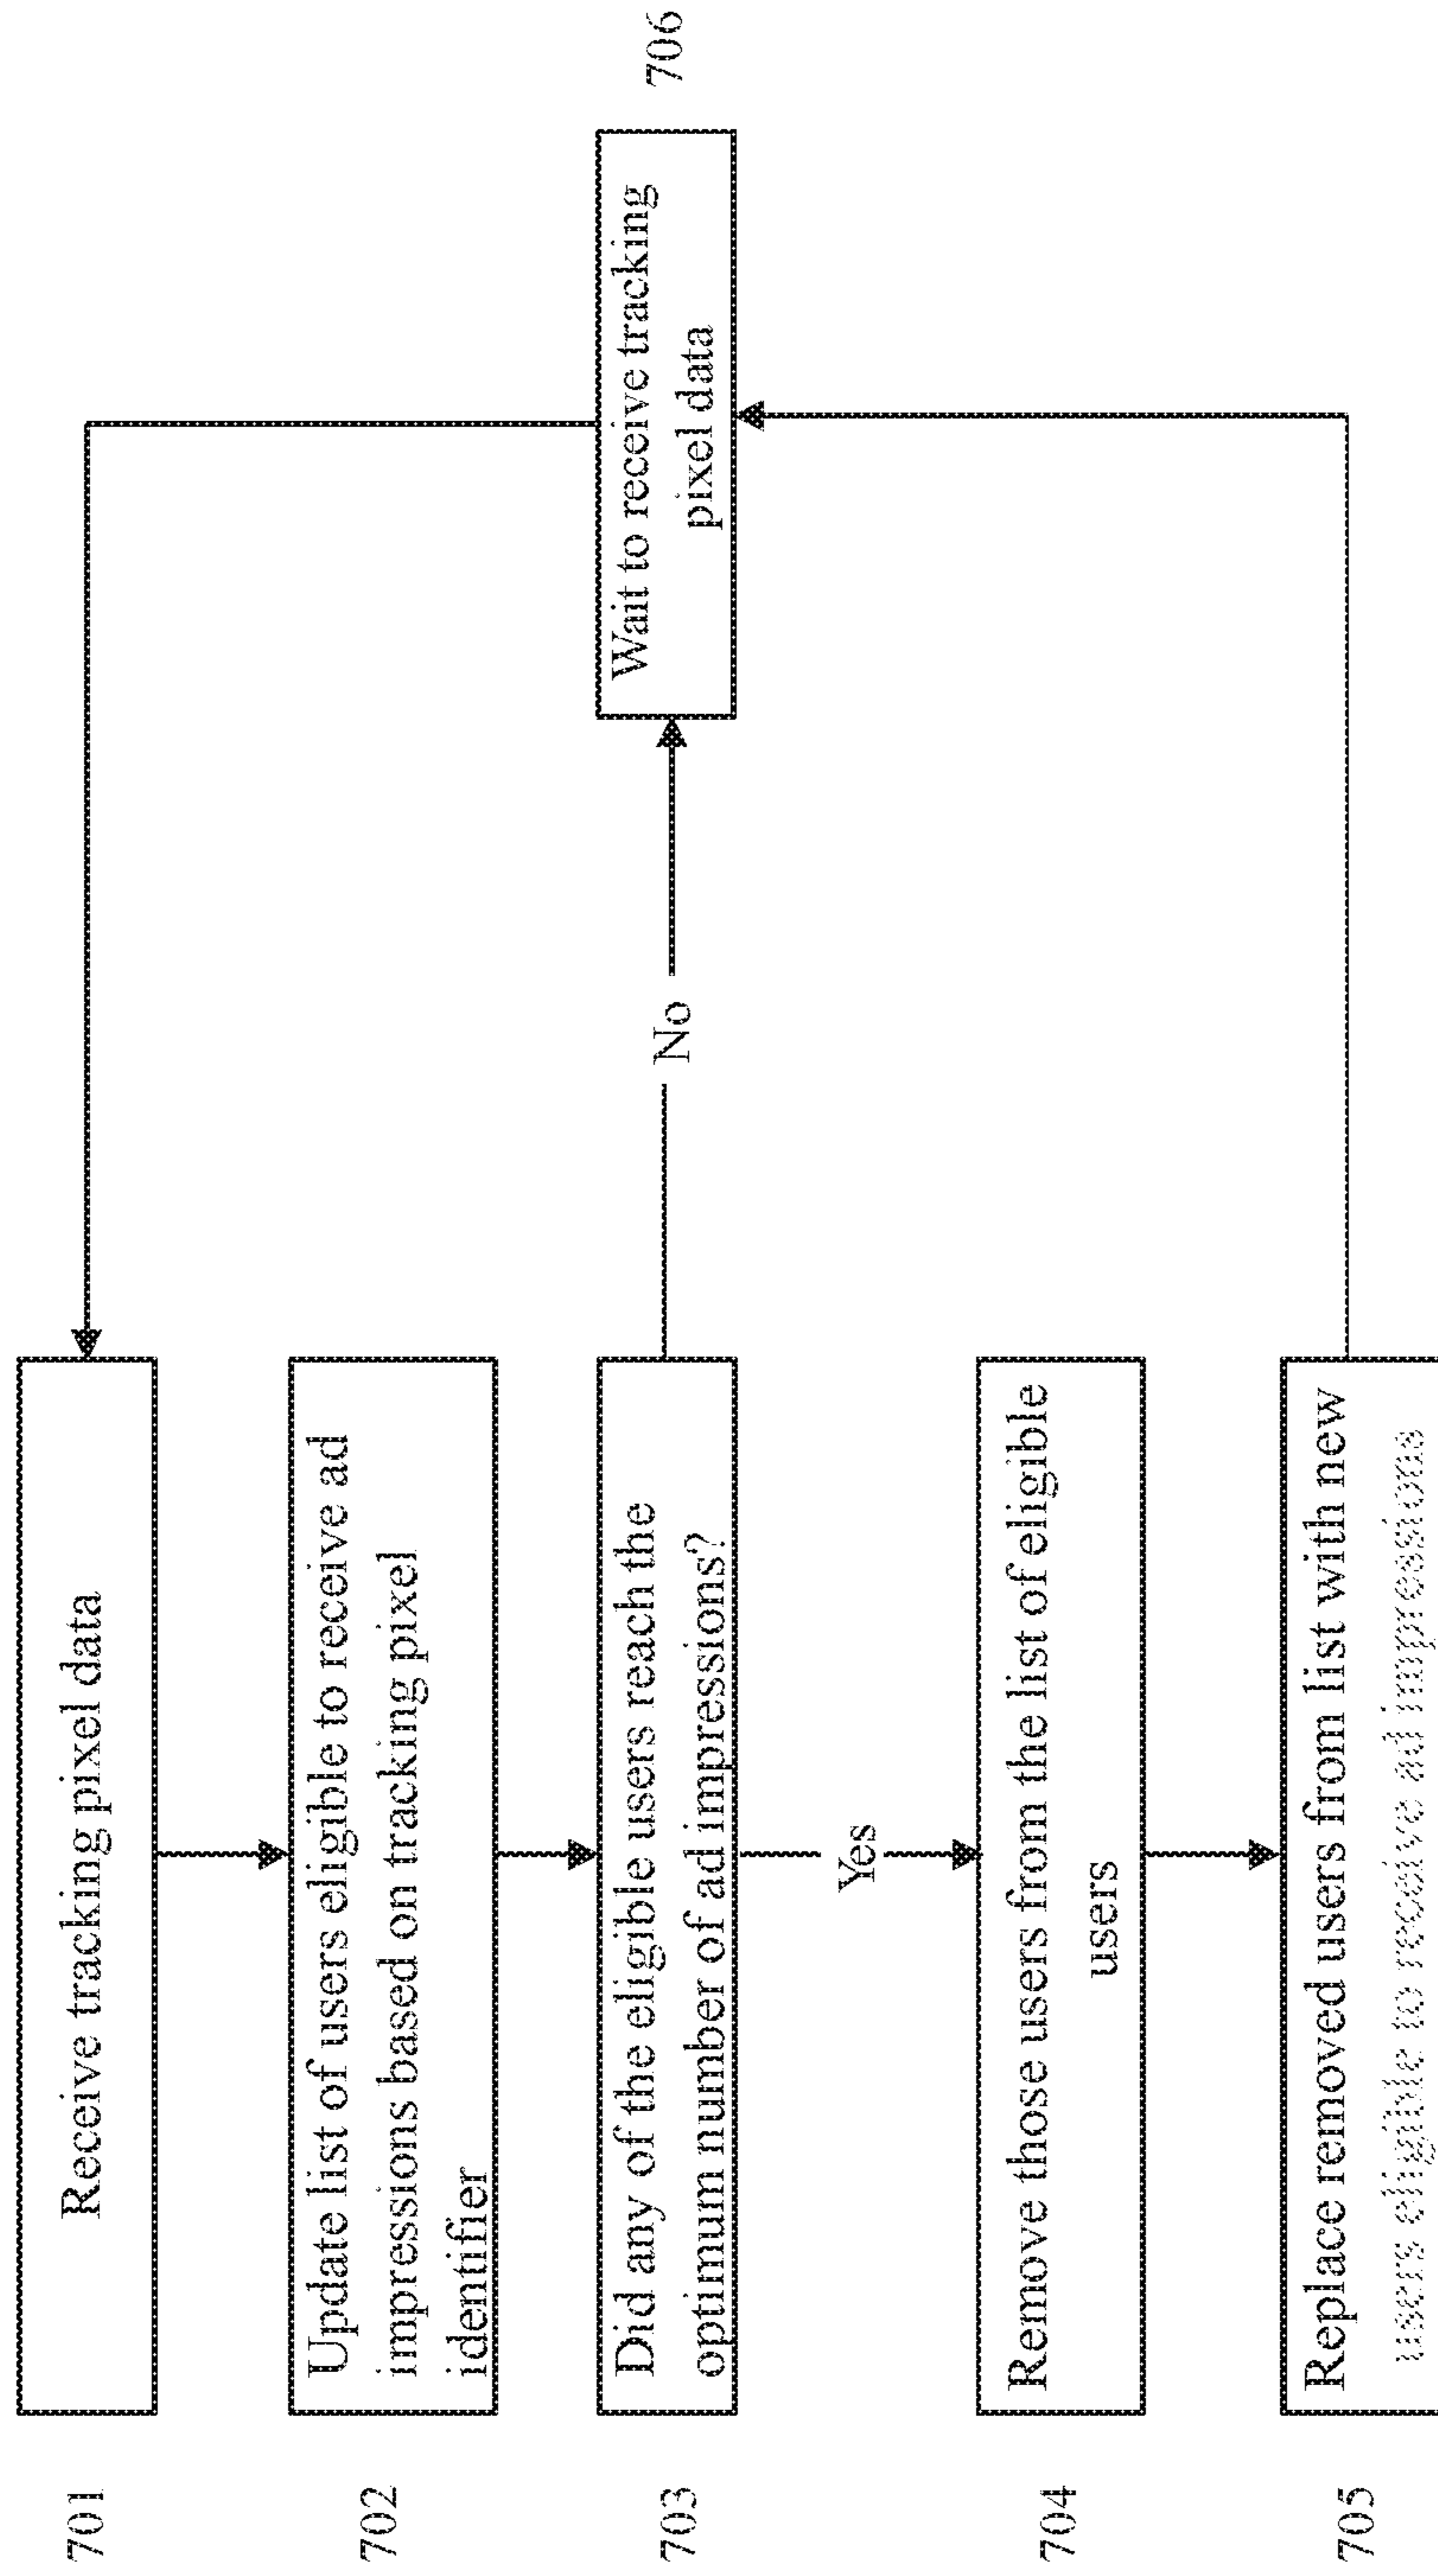 701
Receive tracking pixel data
702
Update list of users eligible to receive ad
impressions based on tracking pixel
identifier
703
Did any of the eligible users reach the
optimum number of ad impressions?
No
Wait to receive tracking
pixel data
706
Yes
704
Remove those users from the list of eligible
users
705
Replace removed users from list with new
users eligible to receive ad impressions